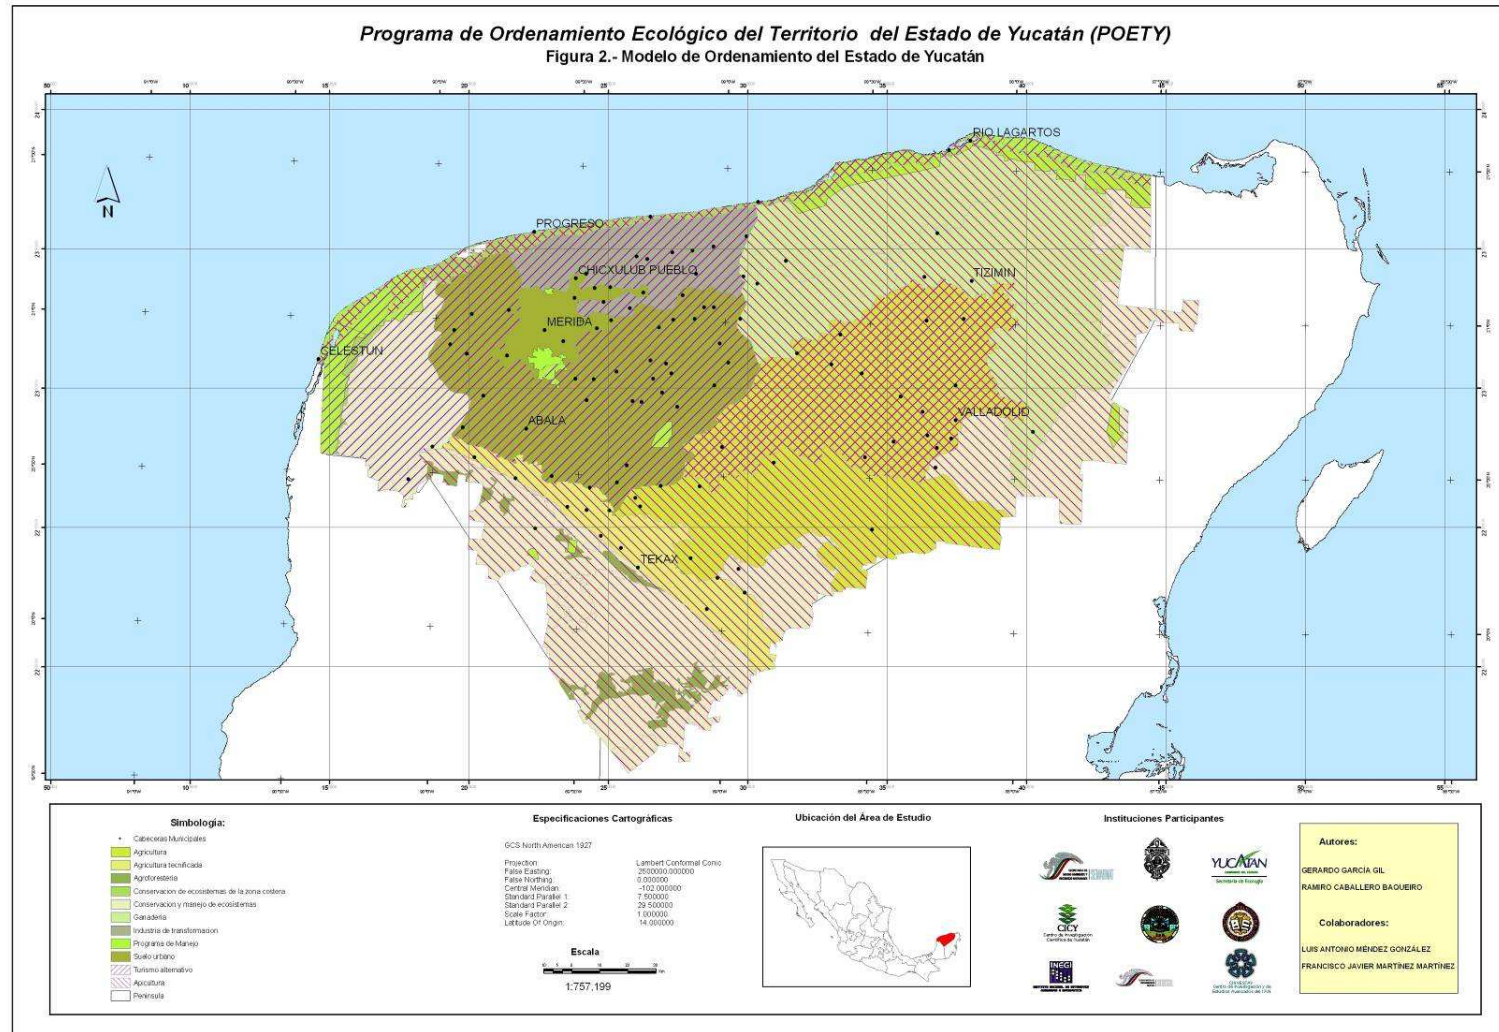 Programa de Ordenamiento Ecológico del Territorio del Estado de Yucatán (POETY)
Figura 2.- Modelo de Ordenamiento del Estado de Yucatán
N
RIO LAGARTOS
PROGRESO
CHICXULUB PUEBLO
TIZIMIN
MERIDA
CELESTUN
VALLADOLID
ABALA
TEKAX
Simbología:
Cabeceras Municipales
Agricultura
Agricultura tecnificada
Agroforesteria
Conservacion de ecosistemas de la zona costera
Conservacion y manejo de ecosistemas
Ganaderia
Industria de transformacion
Programa de Manejo
Suelo urbano
Turismo alternativo
Apicultura
Peninsula
Especificaciones Cartográficas
GCS North American 1927
Projection: Lambert Conformal Conic
False Easting: 2500000.000000
False Northing: 0.000000
Central Meridian: -102.000000
Standard Parallel 1: 7.500000
Standard Parallel 2: 29.500000
Scale Factor: 1.000000
Latitude Of Origin: 14.000000
Escala
1:757,199
Ubicación del Área de Estudio
Instituciones Participantes
YUCATAN
Secretaría de Ecología
CICY
Centro de Investigación
Científica de Yucatán
INEGI
Autores:
GERARDO GARCÍA GIL
RAMIRO CABALLERO BAQUEIRO
Colaboradores:
LUIS ANTONIO MÉNDEZ GONZÁLEZ
FRANCISCO JAVIER MARTÍNEZ MARTÍNEZ